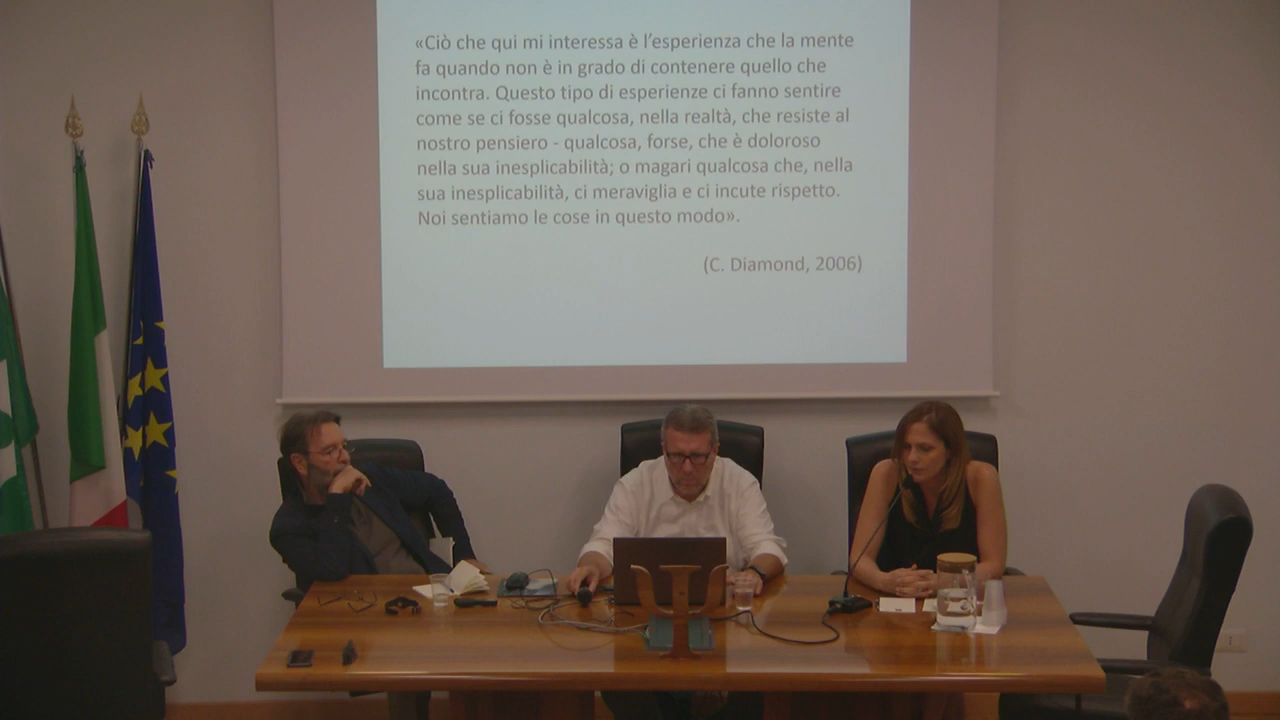 «Ciò che qui mi interessa è l'esperienza che la mente
fa quando non è in grado di contenere quello che
incontra. Questo tipo di esperienze ci fanno sentire
come se ci fosse qualcosa, nella realtà, che resiste al
nostro pensiero - qualcosa, forse, che è doloroso
nella sua inesplicabilità; o magari qualcosa che, nella
sua inesplicabilità, ci meraviglia e ci incute rispetto.
Noi sentiamo le cose in questo modo».
(C. Diamond, 2006)